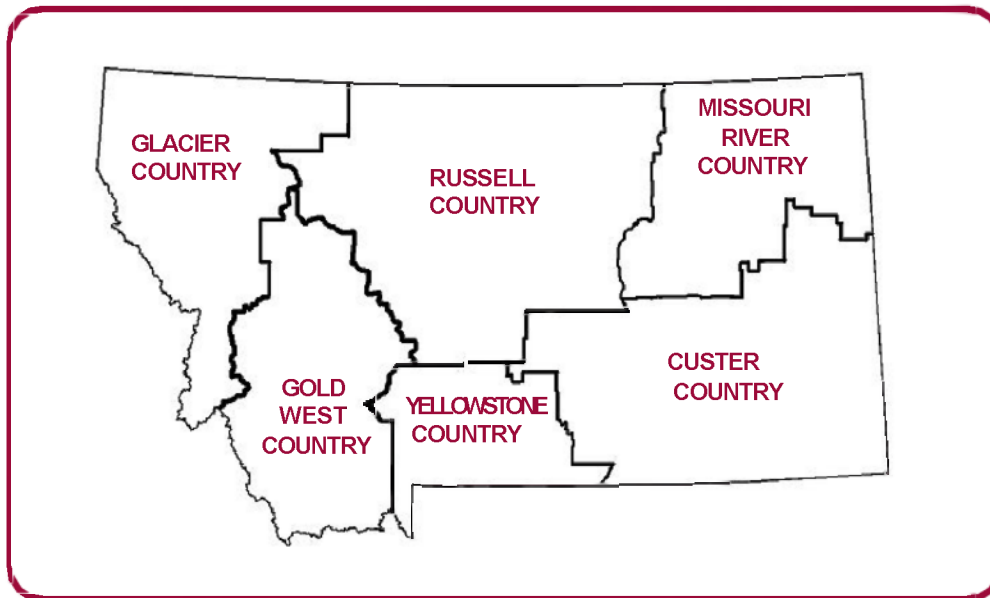 GLACIER
COUNTRY
RUSSELL
COUNTRY
MISSOURI
RIVER
COUNTRY
GOLD
WEST
COUNTRY
YELLOWSTONE
COUNTRY
CUSTER
COUNTRY